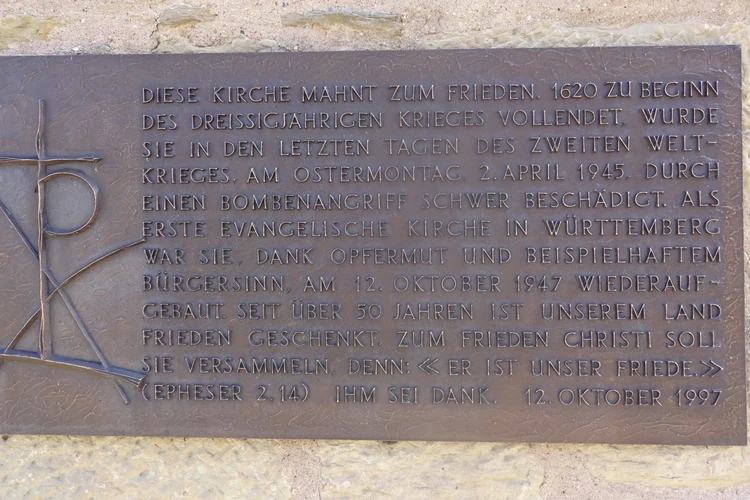 DIESE KIRCHE MAHNT ZUM FRIEDEN. 1620 ZU BEGINN
DES DREISSIGJÄHRIGEN KRIEGES VOLLENDET, WURDE
SIE IN DEN LETZTEN TAGEN DES ZWEITEN WELT-
KRIEGES, AM OSTERMONTAG, 2. APRIL 1945, DURCH
EINEN BOMBENANGRIFF SCHWER BESCHÄDIGT. ALS
ERSTE EVANGELISCHE KIRCHE IN WÜRTTEMBERG
WAR SIE, DANK OPFERMUT UND BEISPIELHAFTEM
BÜRGERSINN, AM 12. OKTOBER 1947 WIEDERAUF-
GEBAUT. SEIT ÜBER 50 JAHREN IST UNSEREM LAND
FRIEDEN GESCHENKT. ZUM FRIEDEN CHRISTI SOLL
SIE VERSAMMELN, DENN: «ER IST UNSER FRIEDE.»
(EPHESER 2,14) IHM SEI DANK. 12. OKTOBER 1997